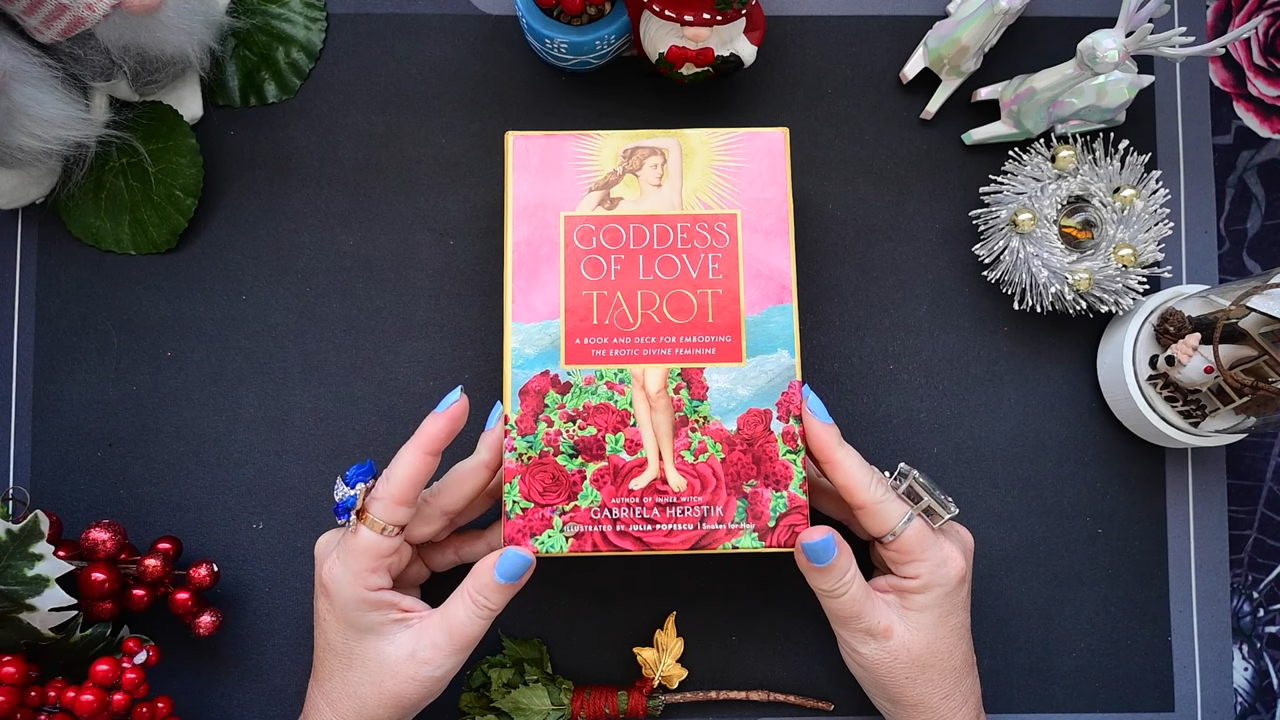 GODDESS
OF LOVE
TAROT
A BOOK AND DECK FOR EMBODYING
THE EROTIC DIVINE FEMININE
AUTHOR OF INNER WITCH
GABRIELA HERSTIK
ILLUSTRATED BY JULIA POPESCU | Snakes for Hair